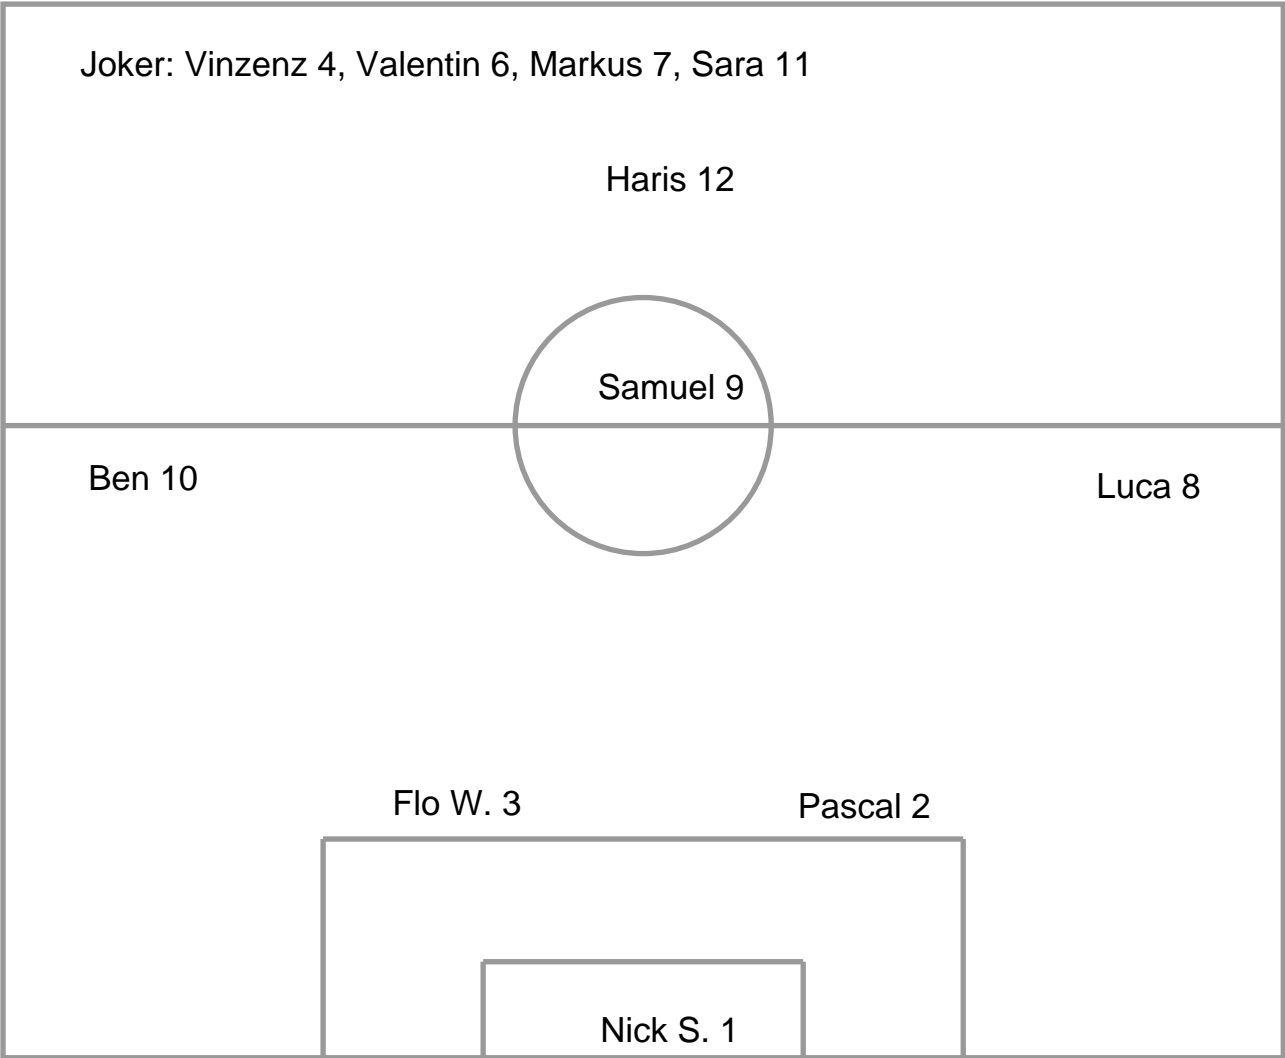 Joker: Vinzenz 4, Valentin 6, Markus 7, Sara 11
Haris 12
Samuel 9
Ben 10
Luca 8
Flo W. 3
Pascal 2
Nick S. 1